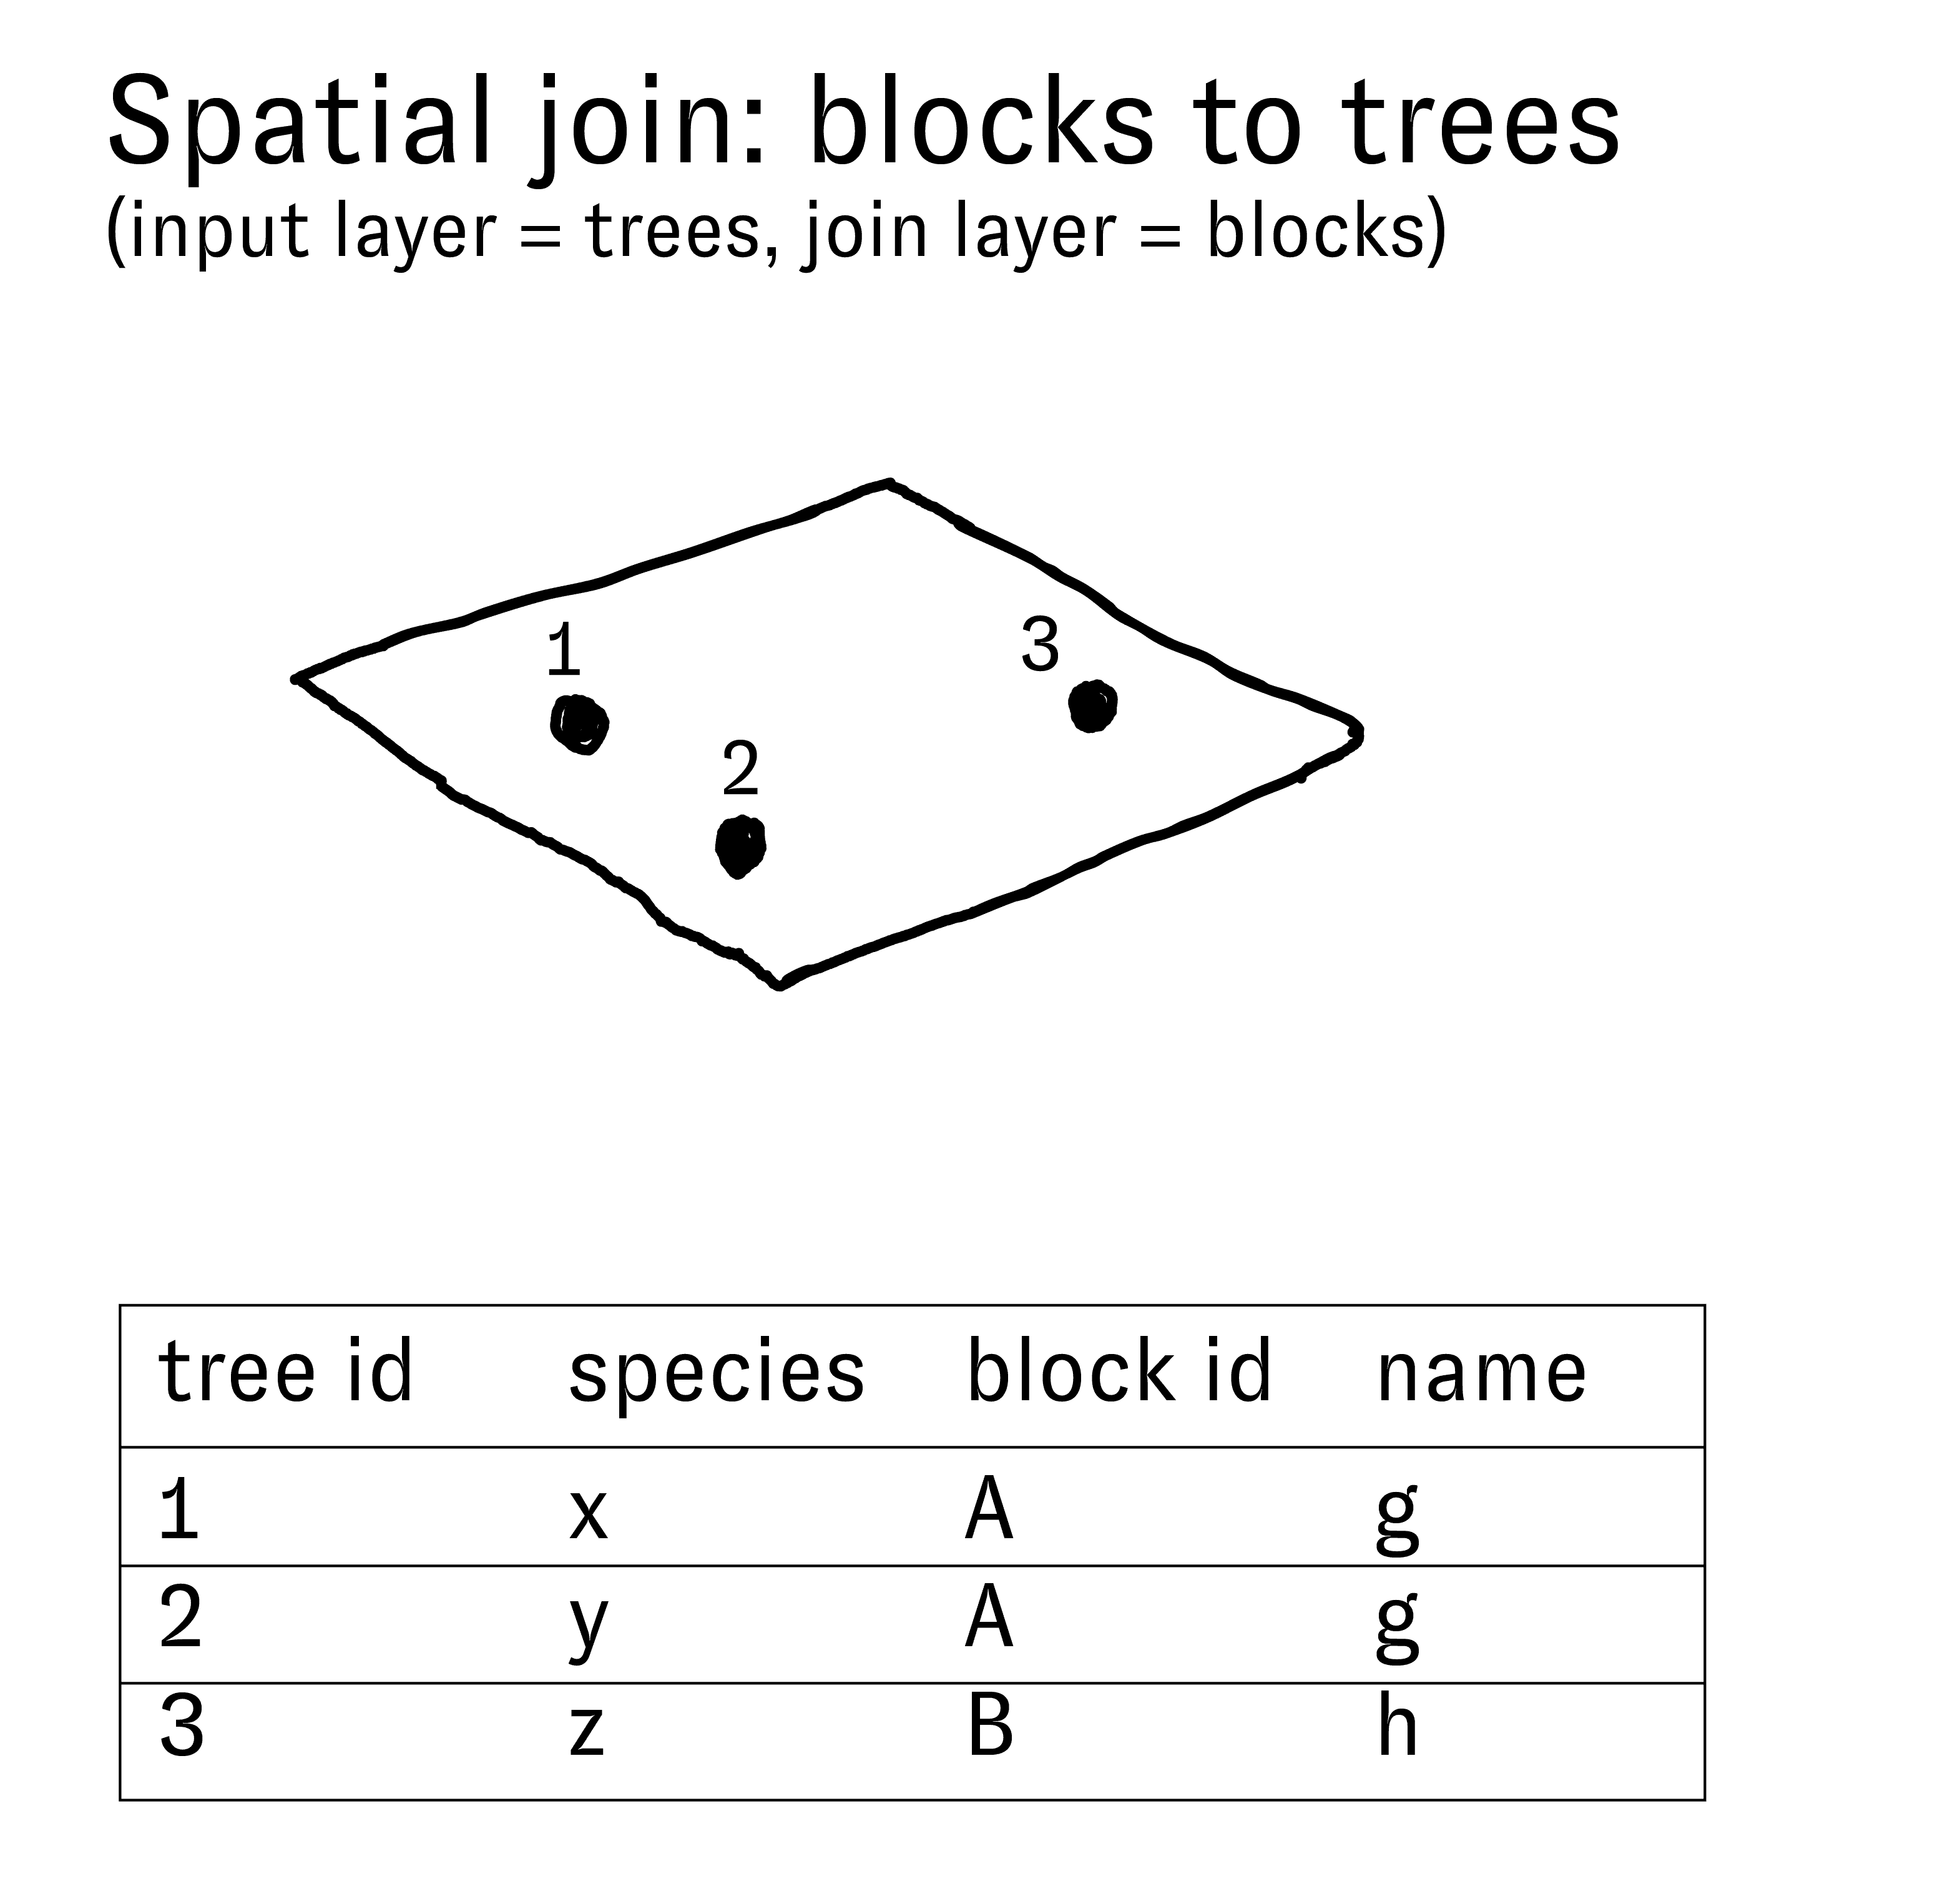 Spatial join: blocks to trees
(input layer = trees, join layer = blocks)
1
3
2
tree id species block id name
1 x A g
2 y A g
3 z B h